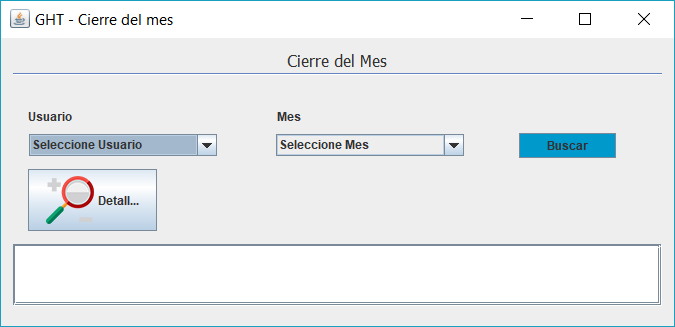 GHT - Cierre del mes
Cierre del Mes
Usuario Mes
Seleccione Usuario Seleccione Mes Buscar
Detall...